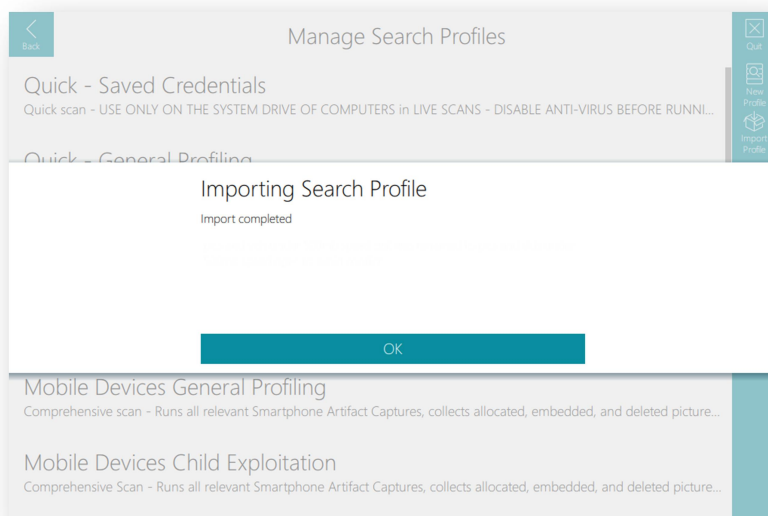 Manage Search Profiles
Back
Quit
New
Profile
Import
Profile
Quick - Saved Credentials
Quick scan - USE ONLY ON THE SYSTEM DRIVE OF COMPUTERS in LIVE SCANS - DISABLE ANTI-VIRUS BEFORE RUNNI...
Quick - General Profiling
Importing Search Profile
Import completed
OK
Mobile Devices General Profiling
Comprehensive scan - Runs all relevant Smartphone Artifact Captures, collects allocated, embedded, and deleted picture...
Mobile Devices Child Exploitation
Comprehensive Scan - Runs all relevant Smartphone Artifact Captures, collects allocated, embedded, and deleted picture...